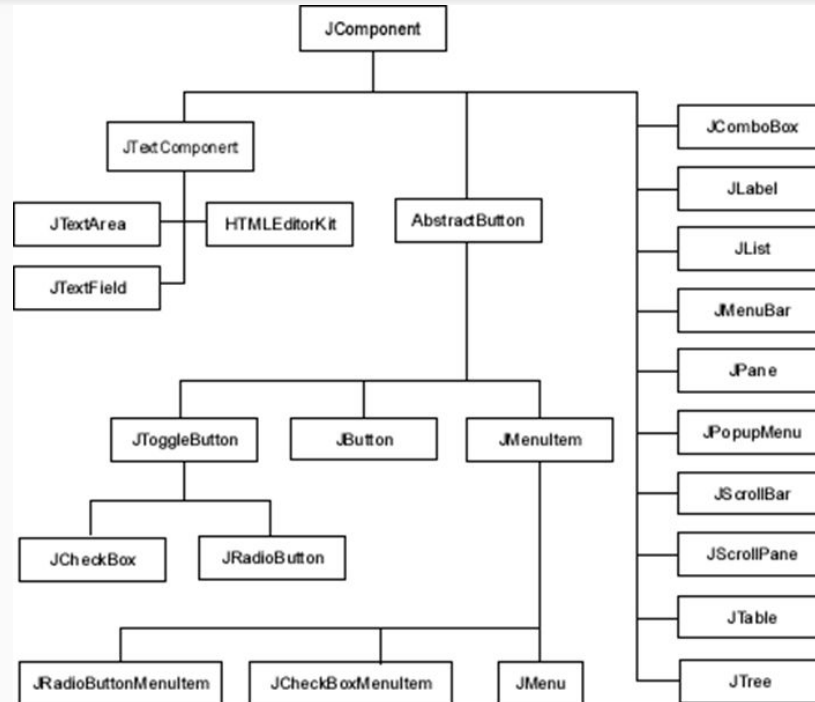 JComponent
JComboBox
JTextComponent
JLabel
JTextArea
HTMLEditorKit
AbstractButton
JList
JTextField
JMenuBar
JPane
JToggleButton
JButton
JMenuItem
JPopupMenu
JScrollBar
JCheckBox
JRadioButton
JScrollPane
JTable
JRadioButtonMenuItem
JCheckBoxMenuItem
JMenu
JTree